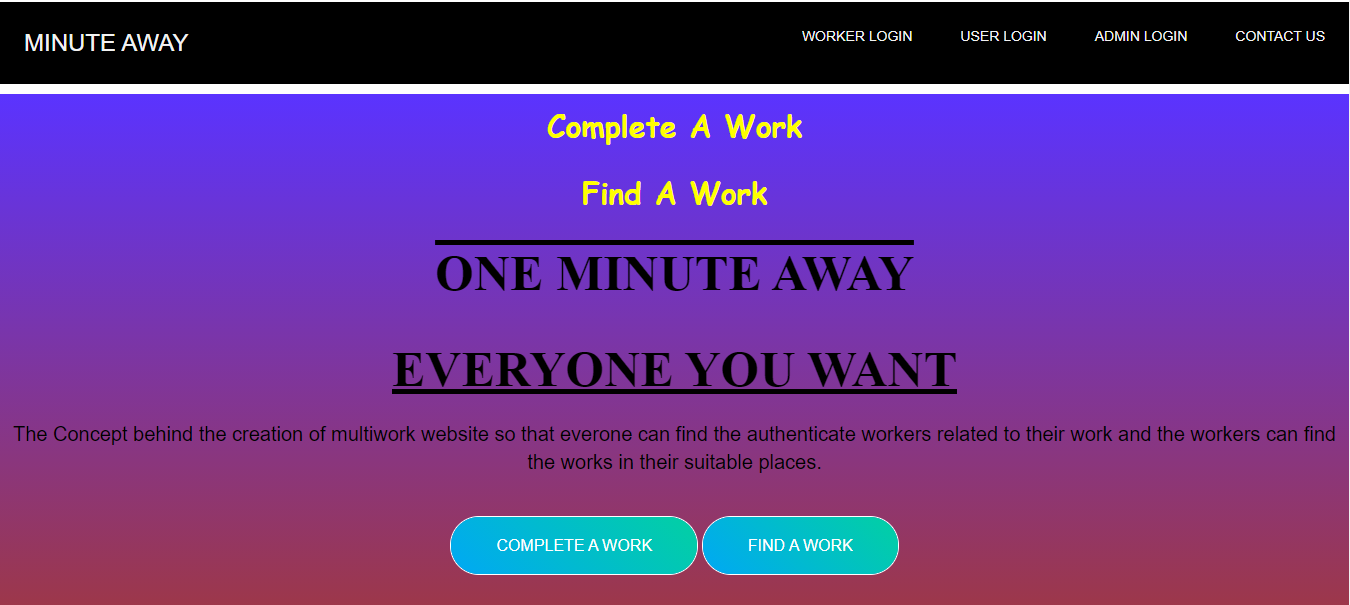 MINUTE AWAY
WORKER LOGIN USER LOGIN ADMIN LOGIN CONTACT US
Complete A Work
Find A Work
ONE MINUTE AWAY
EVERYONE YOU WANT
The Concept behind the creation of multiwork website so that everone can find the authenticate workers related to their work and the workers can find
the works in their suitable places.
COMPLETE A WORK FIND A WORK